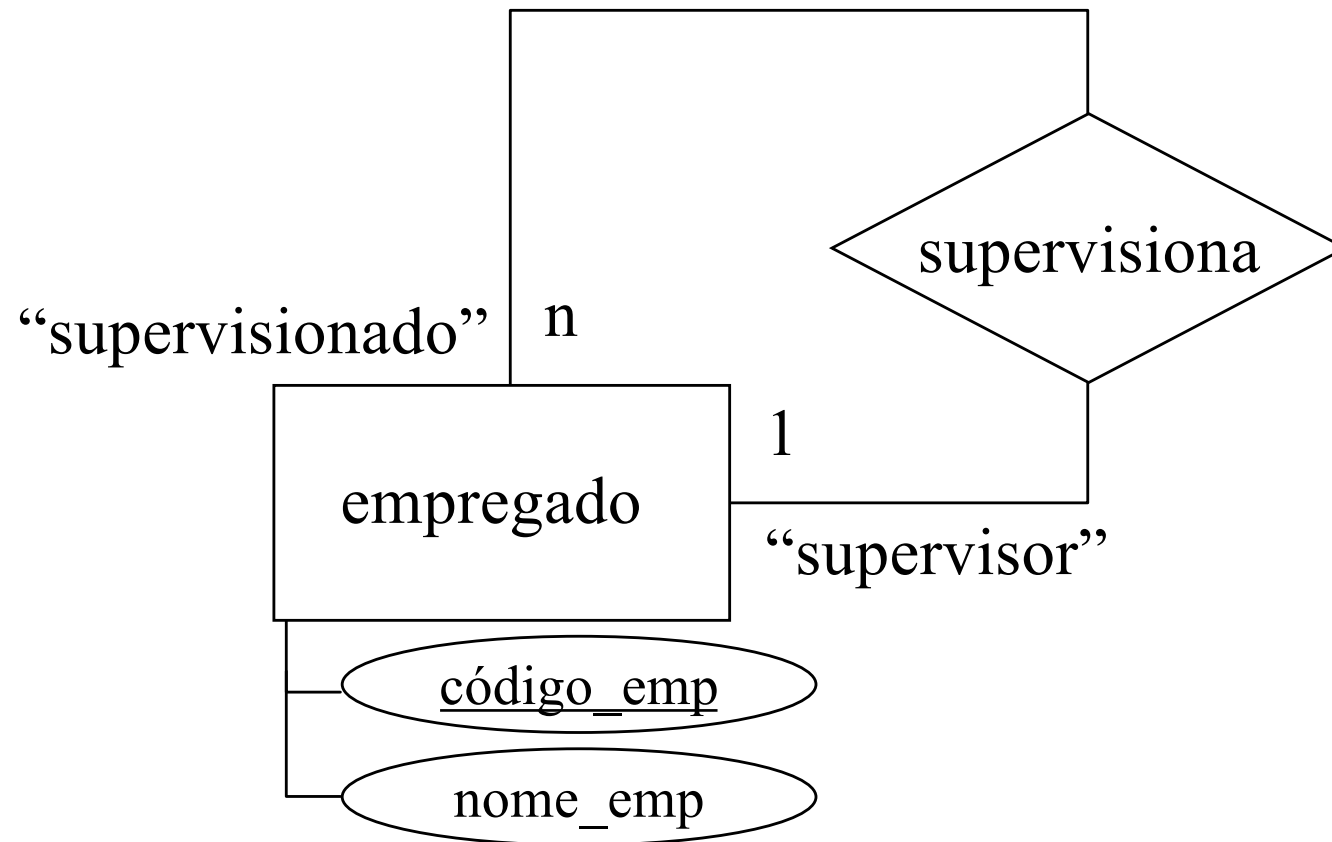 supervisiona
“supervisionado”
n
1
empregado
“supervisor”
código_emp
nome_emp